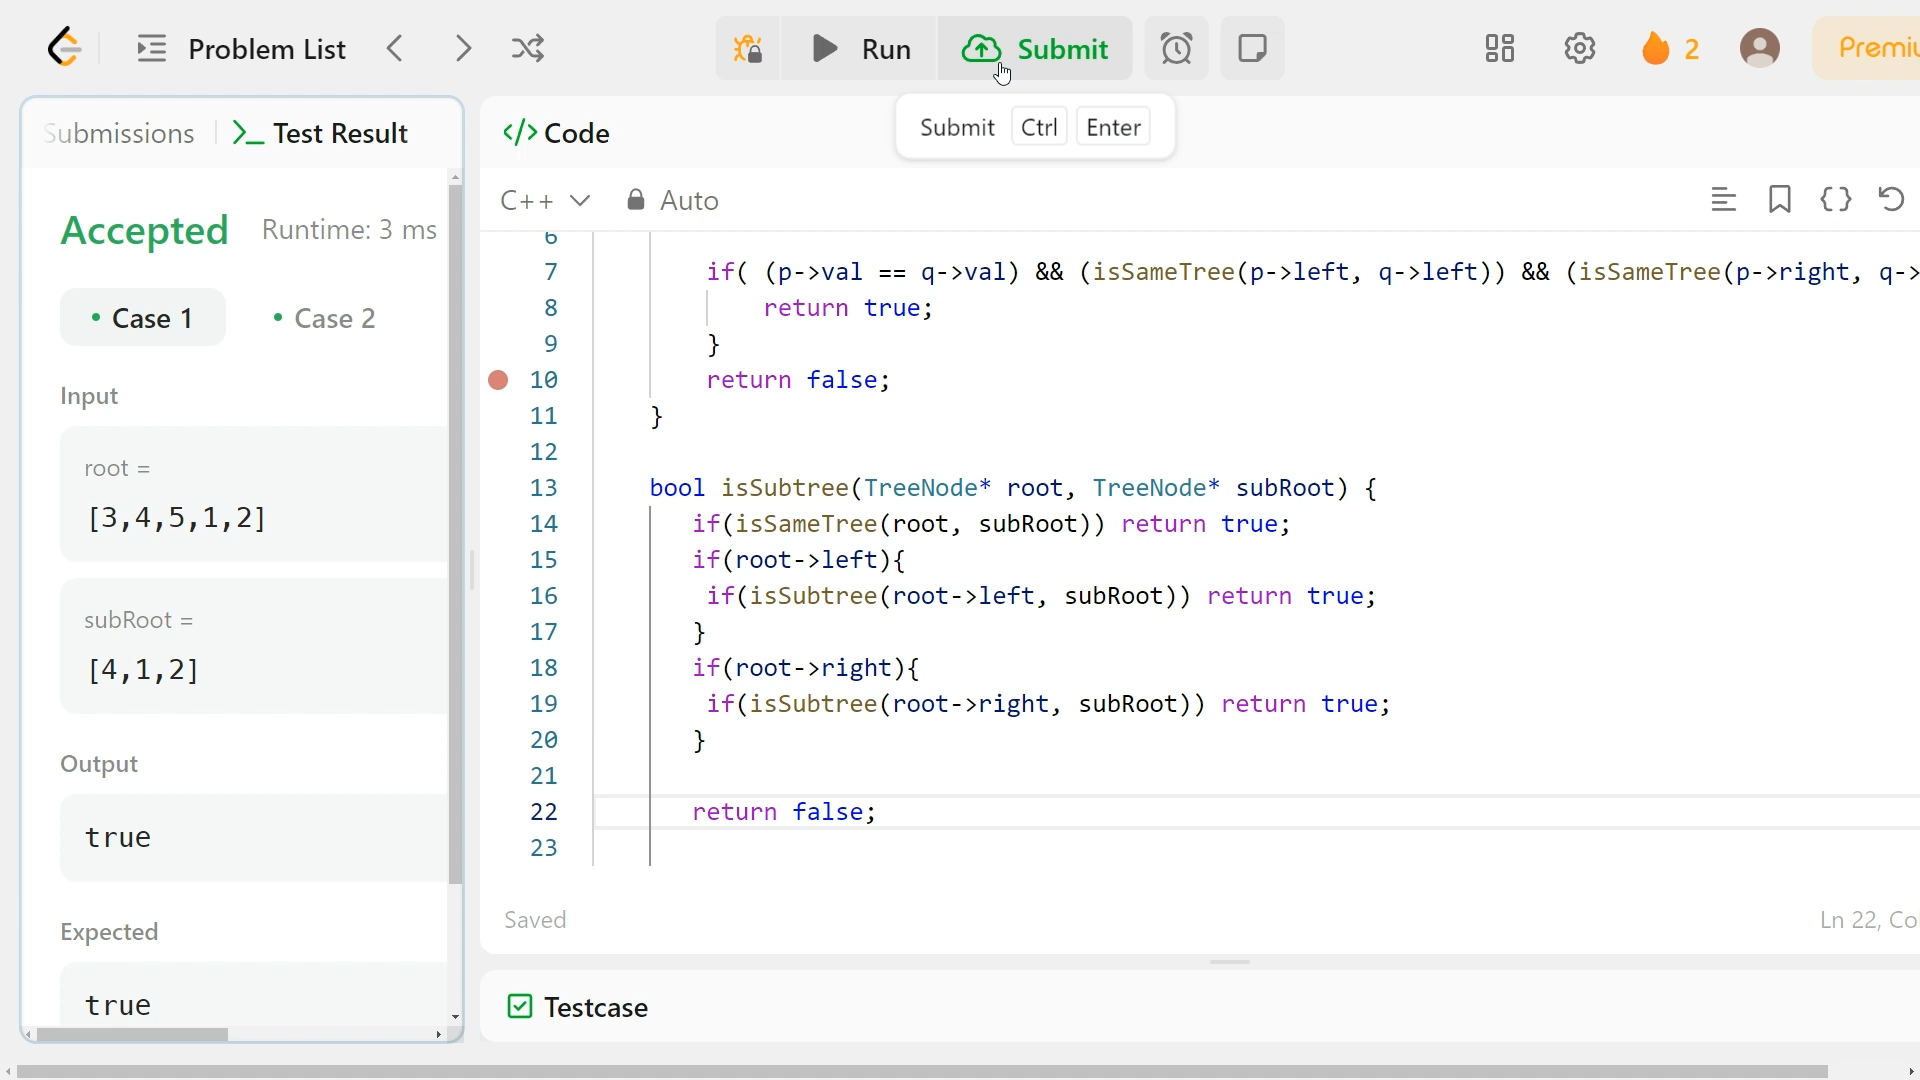 Problem List
Run
Submit
2
Premiu
Submissions
Test Result
Code
Submit Ctrl Enter
C++
Auto
Accepted Runtime: 3 ms
Case 1
Case 2
Input
root =
[3,4,5,1,2]
subRoot =
[4,1,2]
Output
true
Expected
true
6
7 if( (p->val == q->val) && (isSameTree(p->left, q->left)) && (isSameTree(p->right, q->
8 return true;
9 }
10 return false;
11 }
12
13 bool isSubtree(TreeNode* root, TreeNode* subRoot) {
14 if(isSameTree(root, subRoot)) return true;
15 if(root->left){
16 if(isSubtree(root->left, subRoot)) return true;
17 }
18 if(root->right){
19 if(isSubtree(root->right, subRoot)) return true;
20 }
21
22 return false;
23
Saved
Ln 22, Co
Testcase